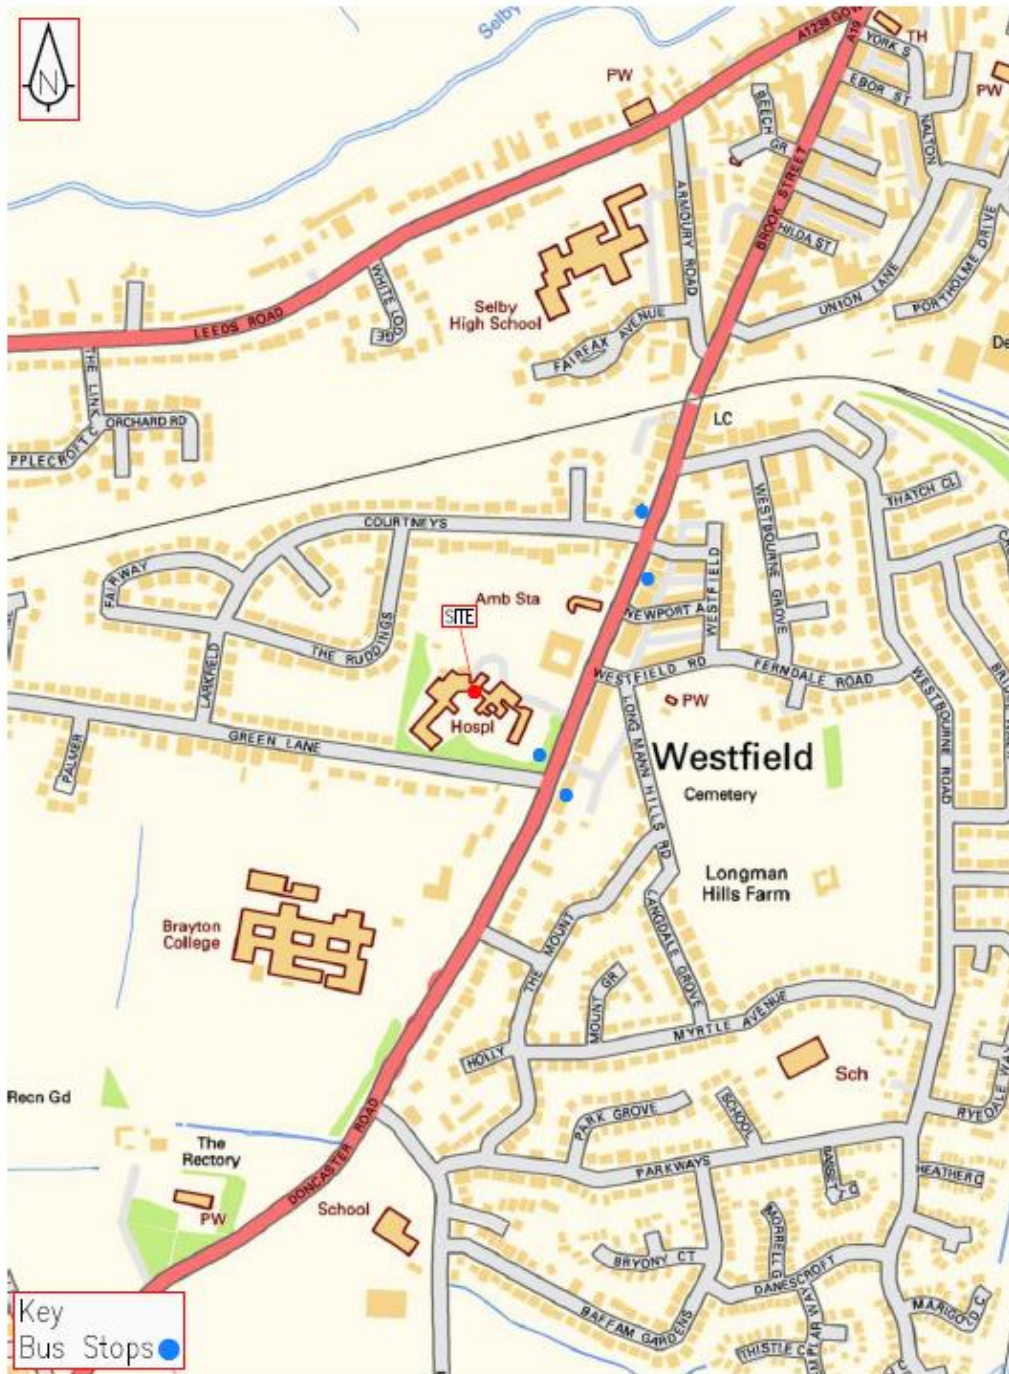 N
Selby
A1238 GOW
A19
TH
YORK S
PW
PW
EBOR ST
BEECH GR
NALTON
BROOK STREET
ARMOURY ROAD
HILDA ST
UNION LANE
PORTHOLME DRIVE
WHITE LODGE
Selby
High School
LEEDS ROAD
FAIRFAX AVENUE
De
THE LINK
ORCHARD RD
PPLECROFT C
LC
THATCH CL
WESTBOURNE GROVE
COURTNEYS
WESTFIELD
FAIRWAY
Amb Sta
SITE
NEWPORT A
THE RUDDINGS
LARKFIELD
WESTFIELD RD
FERNDALE ROAD
WESTBOURNE ROAD
PW
Hospl
LONG MANN HILLS RD
GREEN LANE
PALMER
Westfield
Cemetery
Longman
Hills Farm
Brayton
College
THE MOUNT
LANGDALE GROVE
MOUNT GR
MYRTLE AVENUE
HOLLY
Sch
Recn Gd
RYEDALE WA
PARK GROVE
SCHOOL
The
Rectory
DONCASTER ROAD
PARKWAYS
HEATHER C
School
PW
MORRELL G
BRYONY CT
DANESCROFT
BAFFAM GARDENS
MARIGOLD C
THISTLE C
Key
Bus Stops